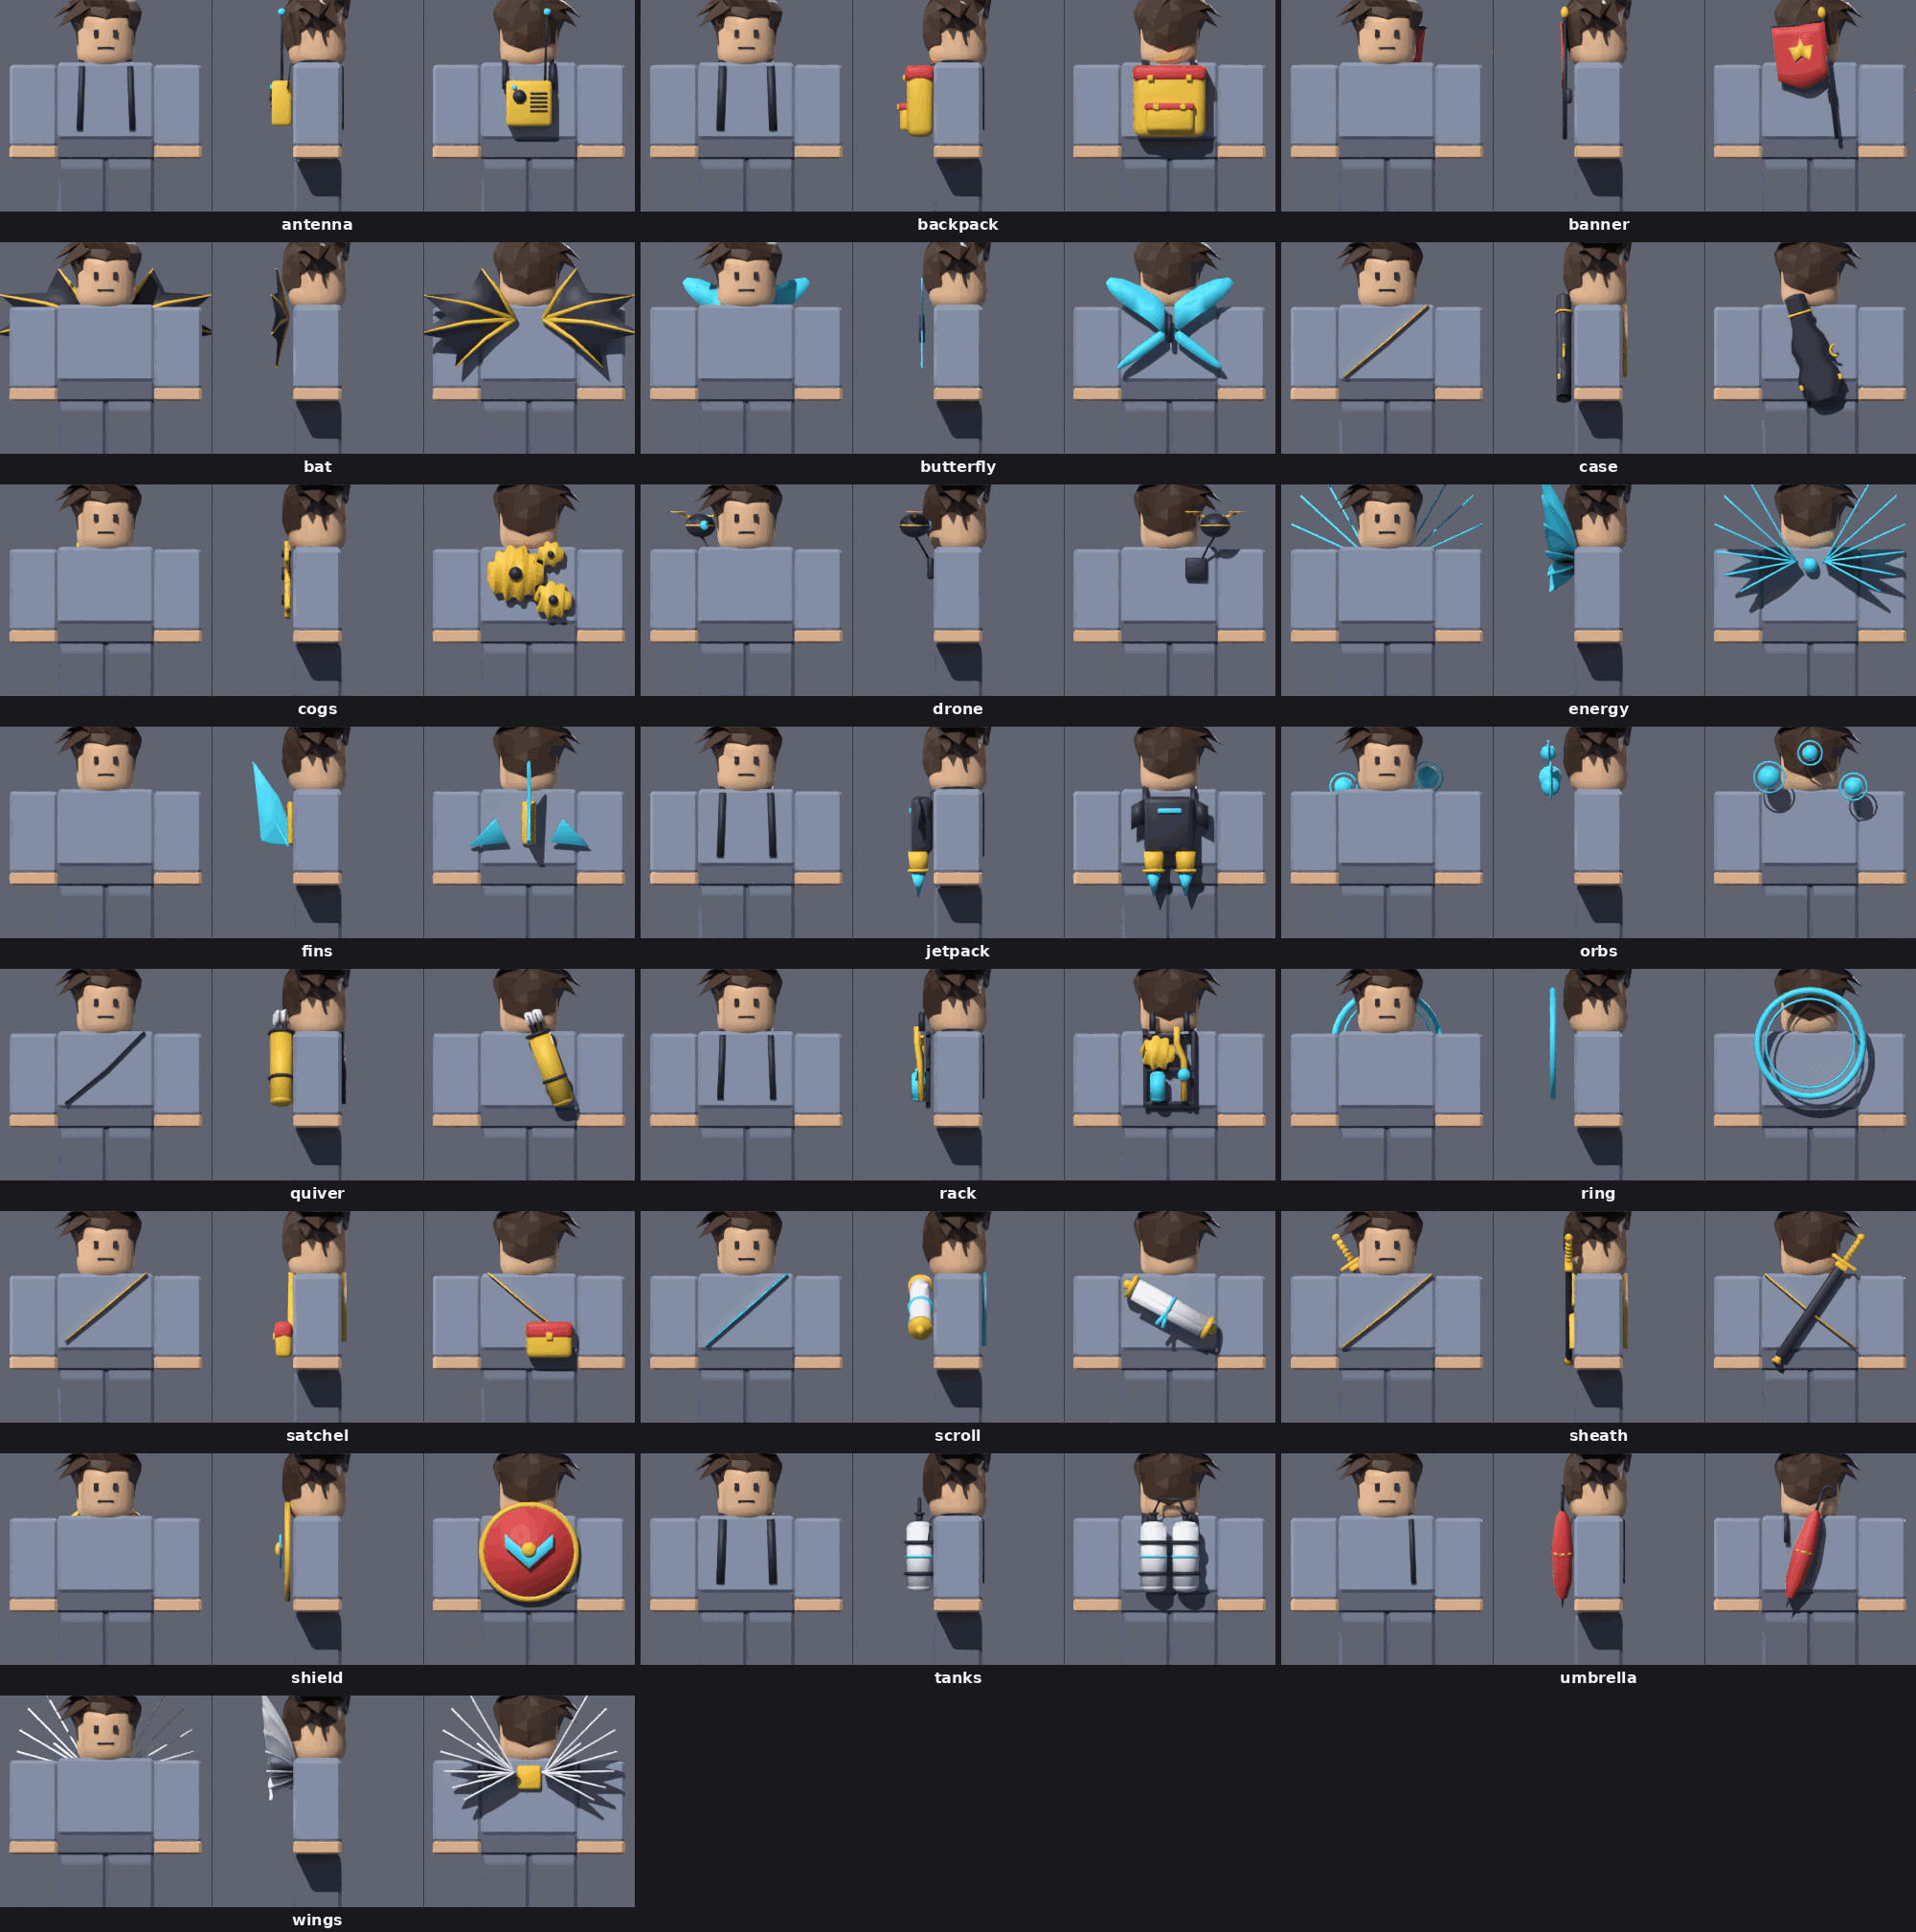 antenna
backpack
banner
bat
butterfly
case
cogs
drone
energy
fins
jetpack
orbs
quiver
rack
ring
satchel
scroll
sheath
shield
tanks
umbrella
wings